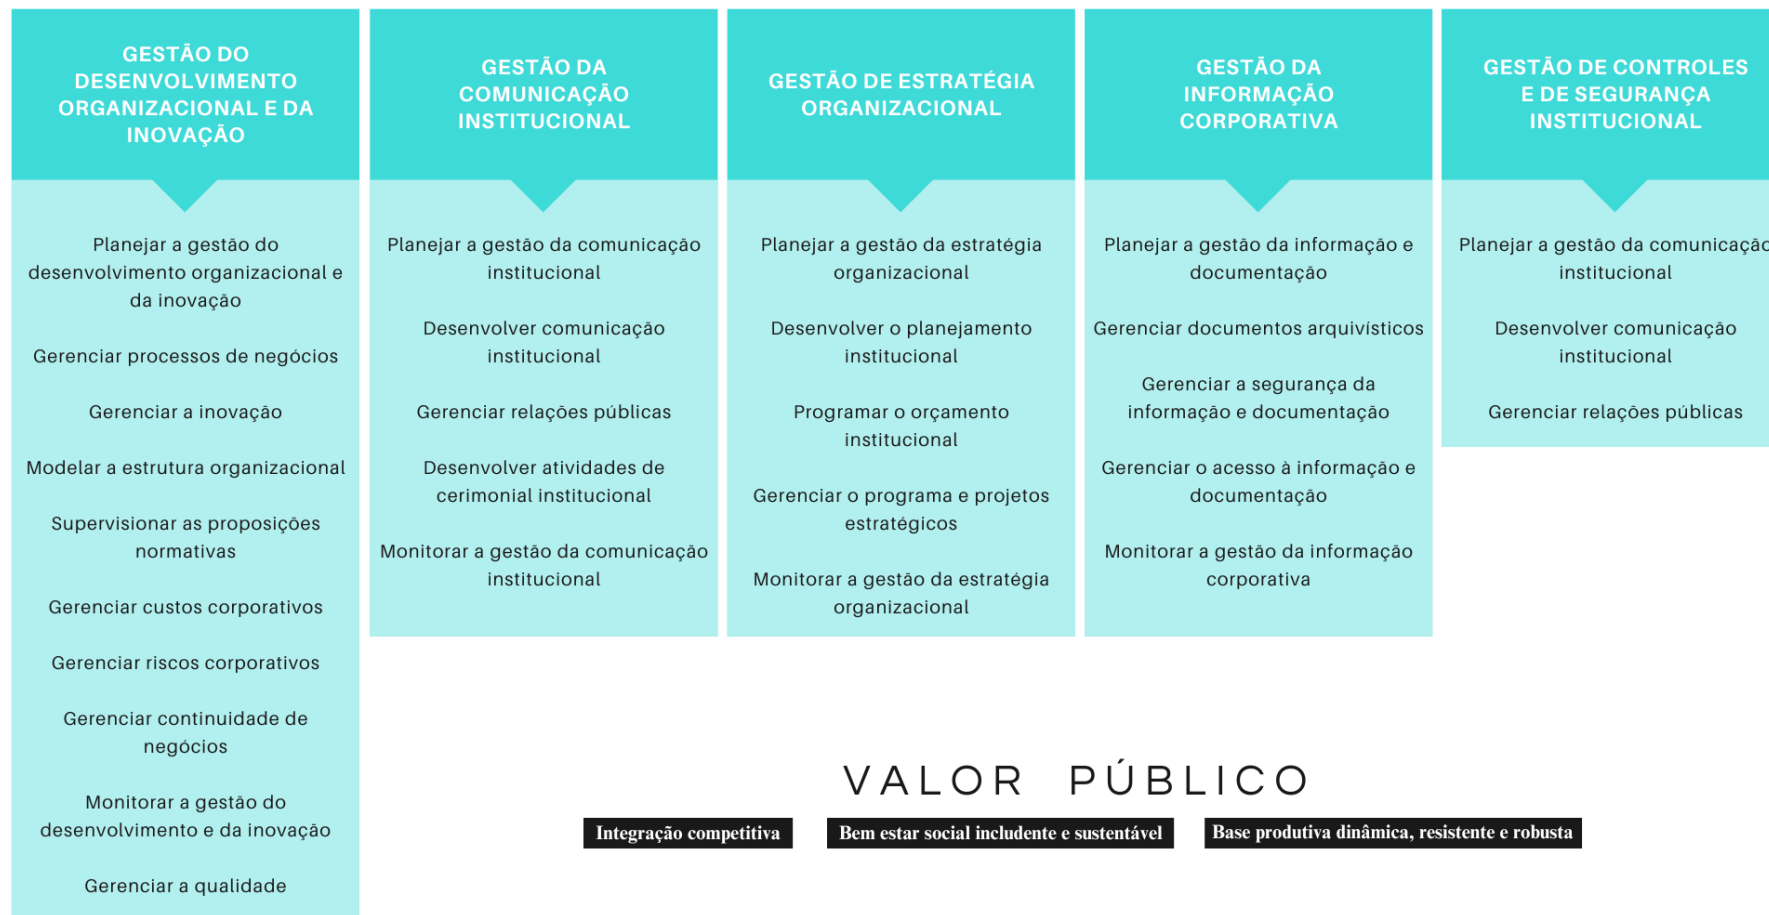 GESTÃO DO
DESENVOLVIMENTO
ORGANIZACIONAL E DA
INOVAÇÃO
Planejar a gestão do
desenvolvimento organizacional e
da inovação
Gerenciar processos de negócios
Gerenciar a inovação
Modelar a estrutura organizacional
Supervisionar as proposições
normativas
Gerenciar custos corporativos
Gerenciar riscos corporativos
Gerenciar continuidade de
negócios
Monitorar a gestão do
desenvolvimento e da inovação
Gerenciar a qualidade
GESTÃO DA
COMUNICAÇÃO
INSTITUCIONAL
Planejar a gestão da comunicação
institucional
Desenvolver comunicação
institucional
Gerenciar relações públicas
Desenvolver atividades de
cerimonial institucional
Monitorar a gestão da comunicação
institucional
GESTÃO DE ESTRATÉGIA
ORGANIZACIONAL
Planejar a gestão da estratégia
organizacional
Desenvolver o planejamento
institucional
Programar o orçamento
institucional
Gerenciar o programa e projetos
estratégicos
Monitorar a gestão da estratégia
organizacional
GESTÃO DA
INFORMAÇÃO
CORPORATIVA
Planejar a gestão da informação e
documentação
Gerenciar documentos arquivísticos
Gerenciar a segurança da
informação e documentação
Gerenciar o acesso à informação e
documentação
Monitorar a gestão da informação
corporativa
GESTÃO DE CONTROLES
E DE SEGURANÇA
INSTITUCIONAL
Planejar a gestão da comunicação
institucional
Desenvolver comunicação
institucional
Gerenciar relações públicas
VALOR PÚBLICO
Integração competitiva
Bem estar social includente e sustentável
Base produtiva dinâmica, resistente e robusta